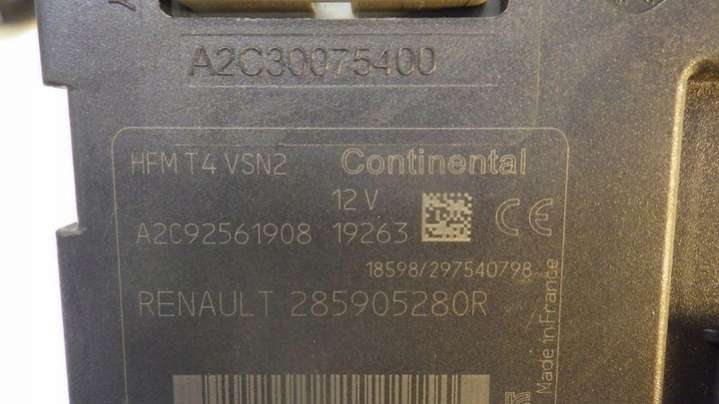 A2C30075400
HFM T4 VSN2 Continental
12 V
A2C92561908 19263 CE
18598/297540798
RENAULT 285905280R
Made in France